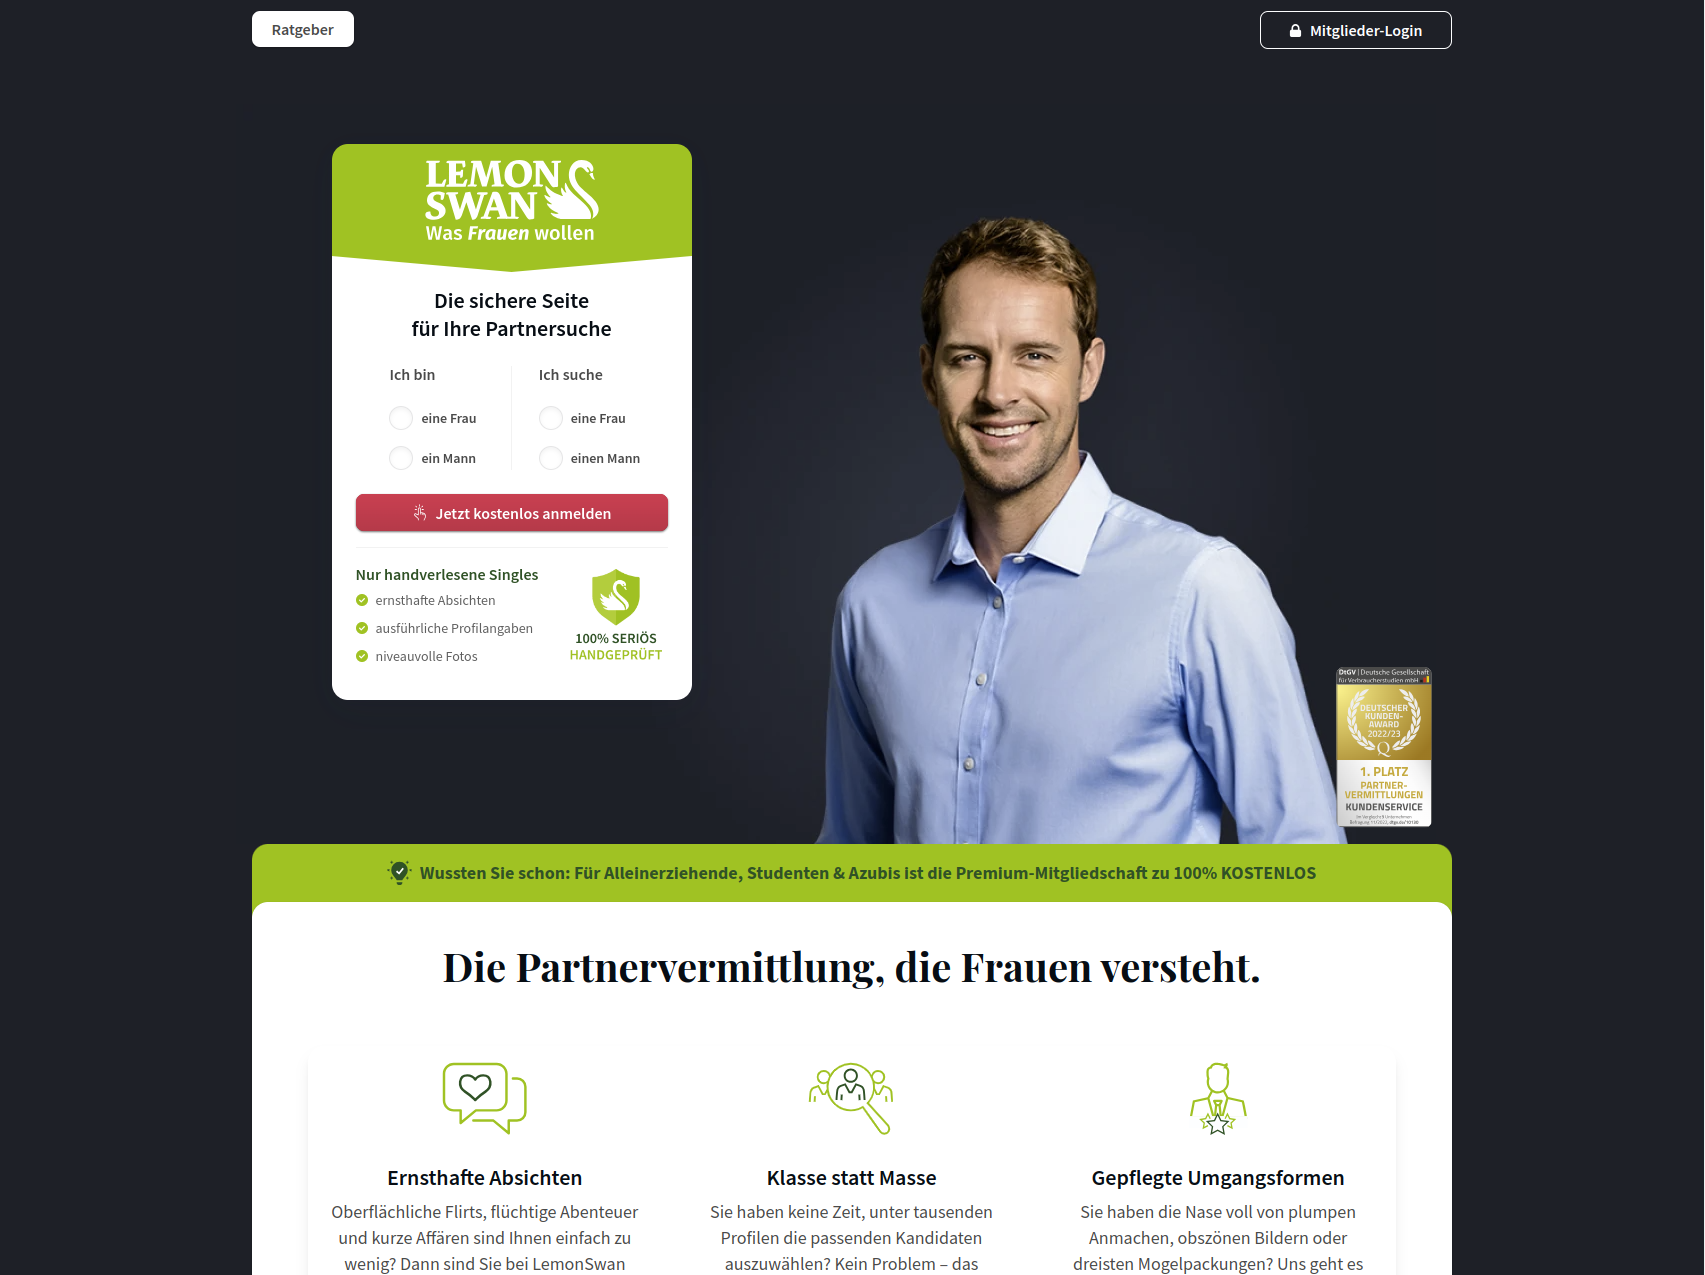 Ratgeber
Mitglieder-Login
LEMON
SWAN
Was Frauen wollen
Die sichere Seite
für Ihre Partnersuche
Ich bin
Ich suche
eine Frau
eine Frau
ein Mann
einen Mann
Jetzt kostenlos anmelden
Nur handverlesene Singles
ernsthafte Absichten
ausführliche Profilangaben
niveauvolle Fotos
100% SERIÖS
HANDGEPRÜFT
DtGV | Deutsche Gesellschaft
für Verbraucherstudien mbH
DEUTSCHER
KUNDEN-
AWARD
2022/23
Q
1. PLATZ
PARTNER-
VERMITTLUNGEN
KUNDENSERVICE
Im Vergleich: 9 Unternehmen
Wussten Sie schon: Für Alleinerziehende, Studenten & Azubis ist die Premium-Mitgliedschaft zu 100% KOSTENLOS
Die Partnervermittlung, die Frauen versteht.
Ernsthafte Absichten
Oberflächliche Flirts, flüchtige Abenteuer
und kurze Affären sind Ihnen einfach zu
wenig? Dann sind Sie bei LemonSwan
Klasse statt Masse
Sie haben keine Zeit, unter tausenden
Profilen die passenden Kandidaten
auszuwählen? Kein Problem – das
Gepflegte Umgangsformen
Sie haben die Nase voll von plumpen
Anmachen, obszönen Bildern oder
dreisten Mogelpackungen? Uns geht es